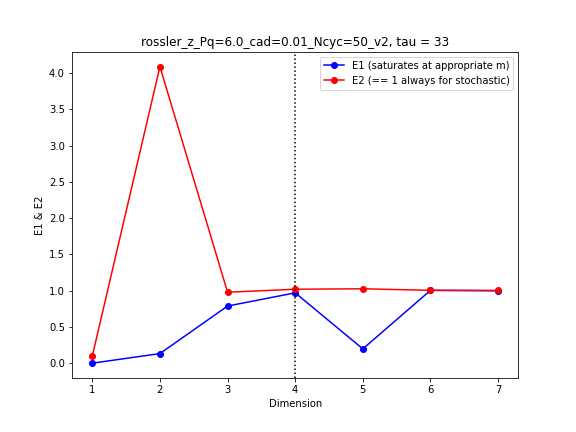 rossler_z_Pq=6.0_cad=0.01_Ncyc=50_v2, tau = 33
E1 (saturates at appropriate m)
E2 (== 1 always for stochastic)
4.0
3.5
3.0
2.5
2.0
1.5
1.0
0.5
0.0
E1 & E2
1 2 3 4 5 6 7
Dimension